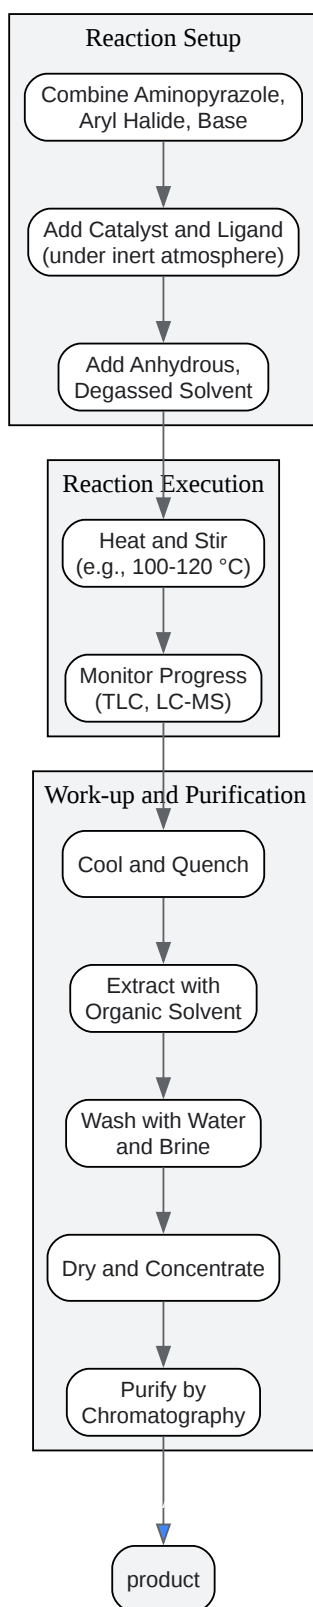 Reaction Setup
Combine Aminopyrazole,
Aryl Halide, Base
Add Catalyst and Ligand
(under inert atmosphere)
Add Anhydrous,
Degassed Solvent
Reaction Execution
Heat and Stir
(e.g., 100-120 °C)
Monitor Progress
(TLC, LC-MS)
Work-up and Purification
Cool and Quench
Extract with
Organic Solvent
Wash with Water
and Brine
Dry and Concentrate
Purify by
Chromatography
product